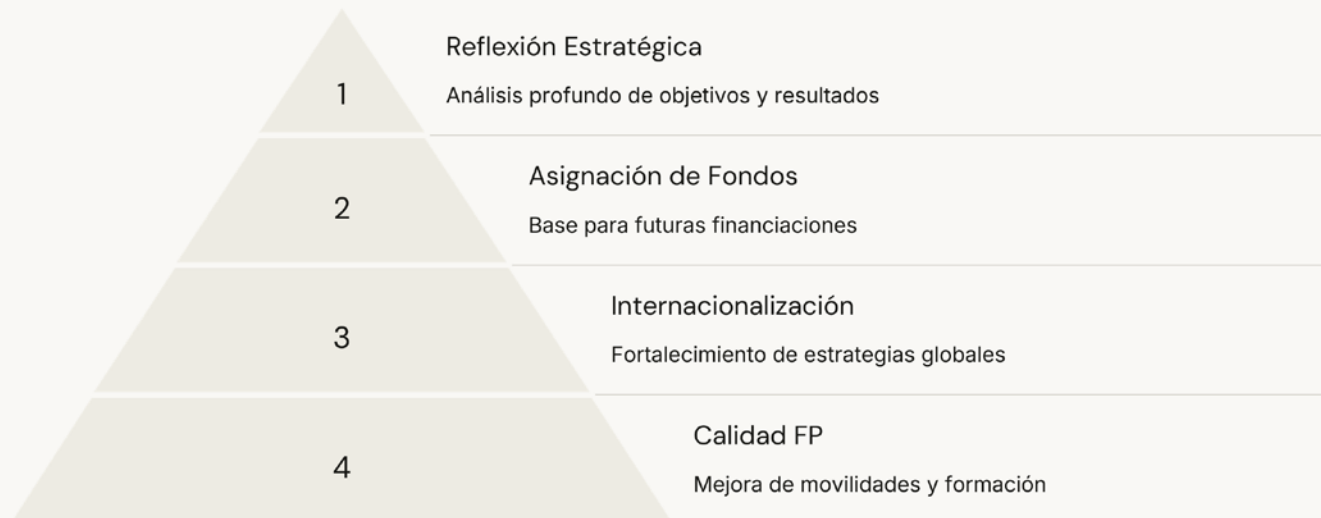 1
Reflexión Estratégica
Análisis profundo de objetivos y resultados
2
Asignación de Fondos
Base para futuras financiaciones
3
Internacionalización
Fortalecimiento de estrategias globales
4
Calidad FP
Mejora de movilidades y formación